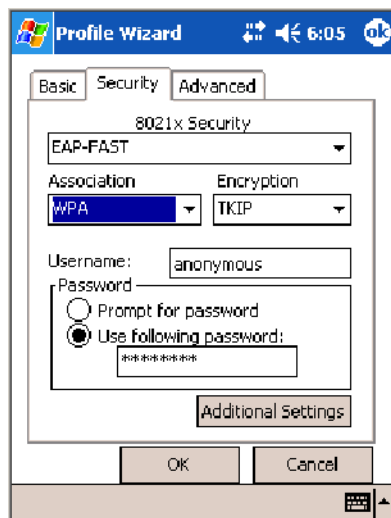 Profile Wizard 6:05 ok
Basic Security Advanced
8021x Security
EAP-FAST
Association Encryption
WPA TKIP
Username: anonymous
Password
Prompt for password
Use following password:
********
Additional Settings
OK Cancel